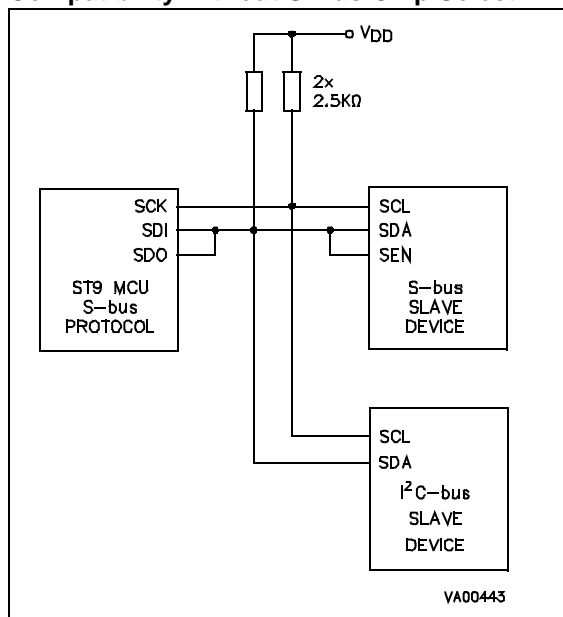 VDD
2x
2.5KΩ
SCK
SDI
SDO
ST9 MCU
S-bus
PROTOCOL
SCL
SDA
SEN
S-bus
SLAVE
DEVICE
SCL
SDA
I²C-bus
SLAVE
DEVICE
VA00443